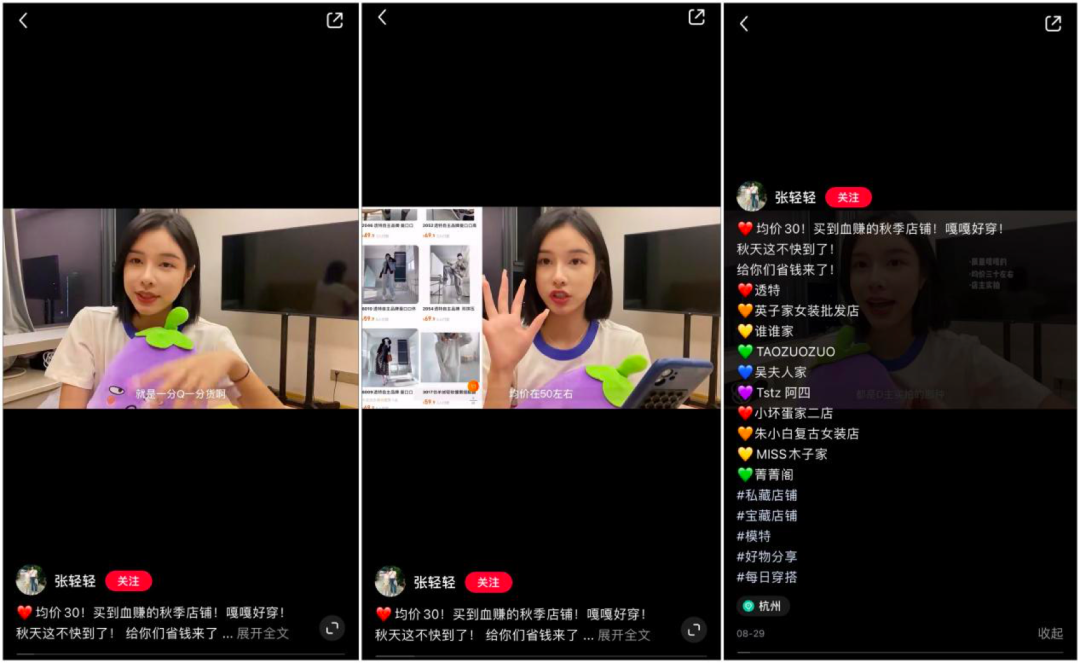 就是一分Q一分货啊
张轻轻
关注
❤️均价30！买到血赚的秋季店铺！嘎嘎好穿！
秋天这不快到了！ 给你们省钱来了 ... 展开全文
均价在50左右
张轻轻
关注
❤️均价30！买到血赚的秋季店铺！嘎嘎好穿！
秋天这不快到了！ 给你们省钱来了 ... 展开全文
张轻轻
关注
❤️均价30！买到血赚的秋季店铺！嘎嘎好穿！
秋天这不快到了！
给你们省钱来了！
❤️透特
🧡英子家女装批发店
💛谁谁家
💚TAOZUOZUO
💙吴夫人家
💜Tstz 阿四
❤️小坏蛋家二店
🧡朱小白复古女装店
💛MISS木子家
💚菁菁阁
#私藏店铺
#宝藏店铺
#模特
#好物分享
#每日穿搭
杭州
08-29
收起